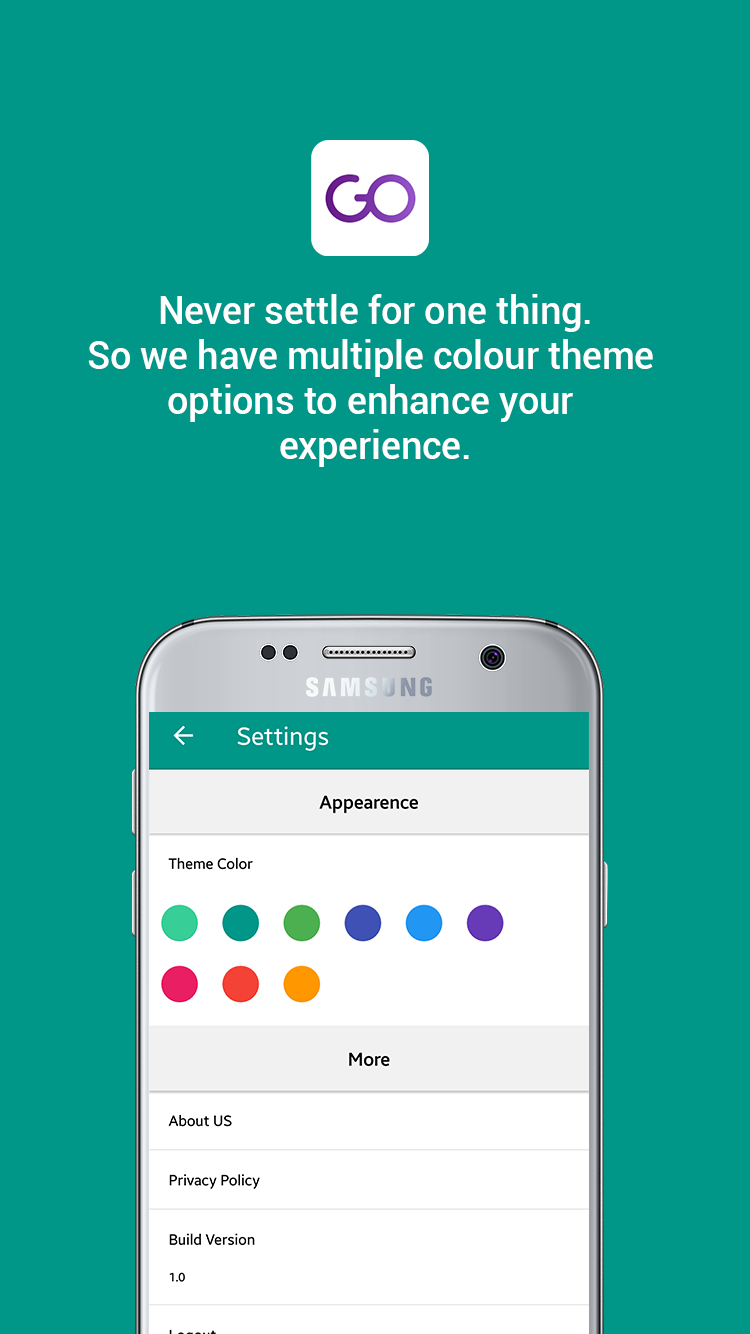 GO
Never settle for one thing.
So we have multiple colour theme
options to enhance your
experience.
SAMSUNG
Settings
Appearence
Theme Color
More
About US
Privacy Policy
Build Version
1.0
Logout